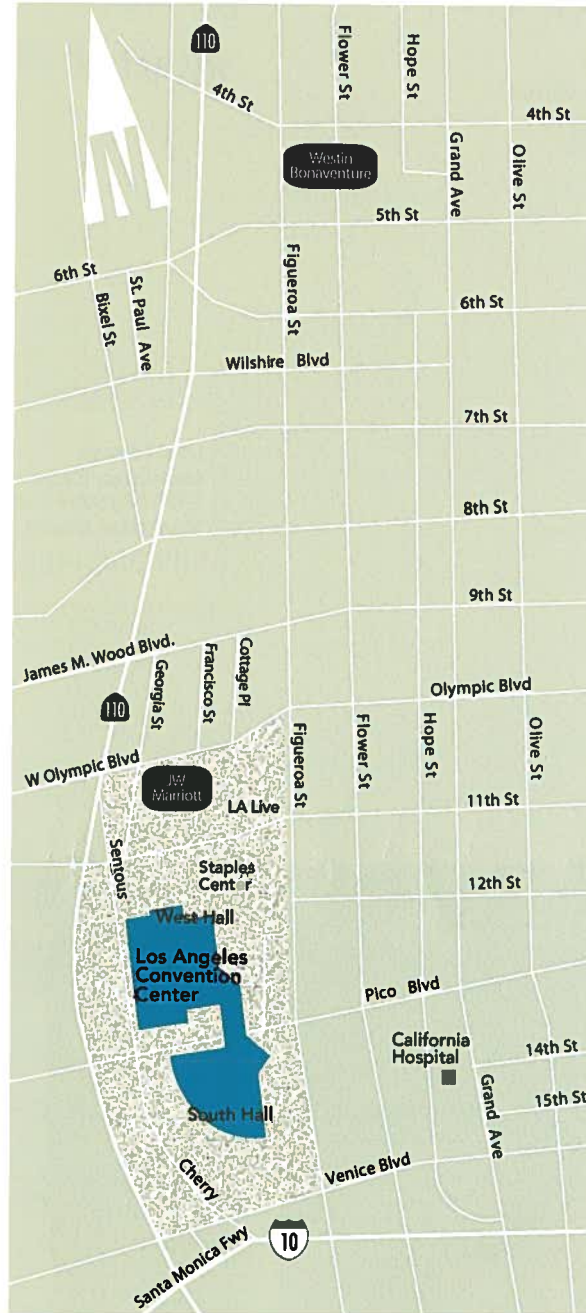 110
Flower St
Hope St
4th St
4th St
N
Westin
Bonaventure
Grand Ave
Olive St
5th St
6th St
Figueroa St
St. Paul Ave
Bixel St
6th St
Wilshire Blvd
7th St
8th St
9th St
James M. Wood Blvd.
Georgia St
Francisco St
Cottage Pl
110
Olympic Blvd
W Olympic Blvd
JW
Marriott
Figueroa St
Flower St
Hope St
Olive St
LA Live
11th St
Sentous
Staples
Center
12th St
West Hall
Los Angeles
Convention
Center
Pico Blvd
California
Hospital
14th St
Grand Ave
15th St
South Hall
Cherry
Venice Blvd
10
Santa Monica Fwy